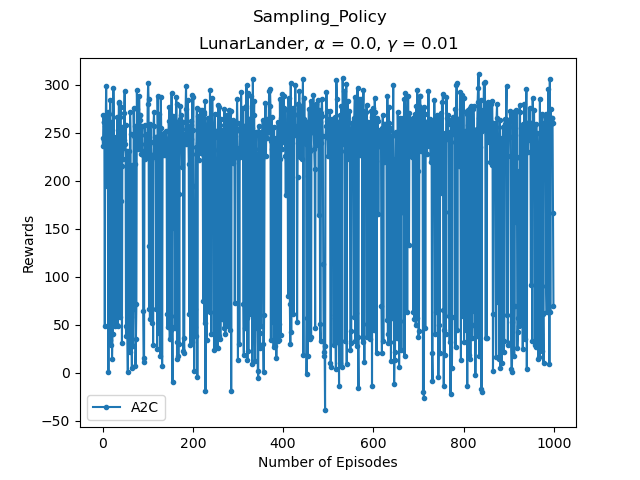 Sampling_Policy
LunarLander, α = 0.0, γ = 0.01
300
250
200
150
100
50
0
−50
Rewards
A2C
0 200 400 600 800 1000
Number of Episodes